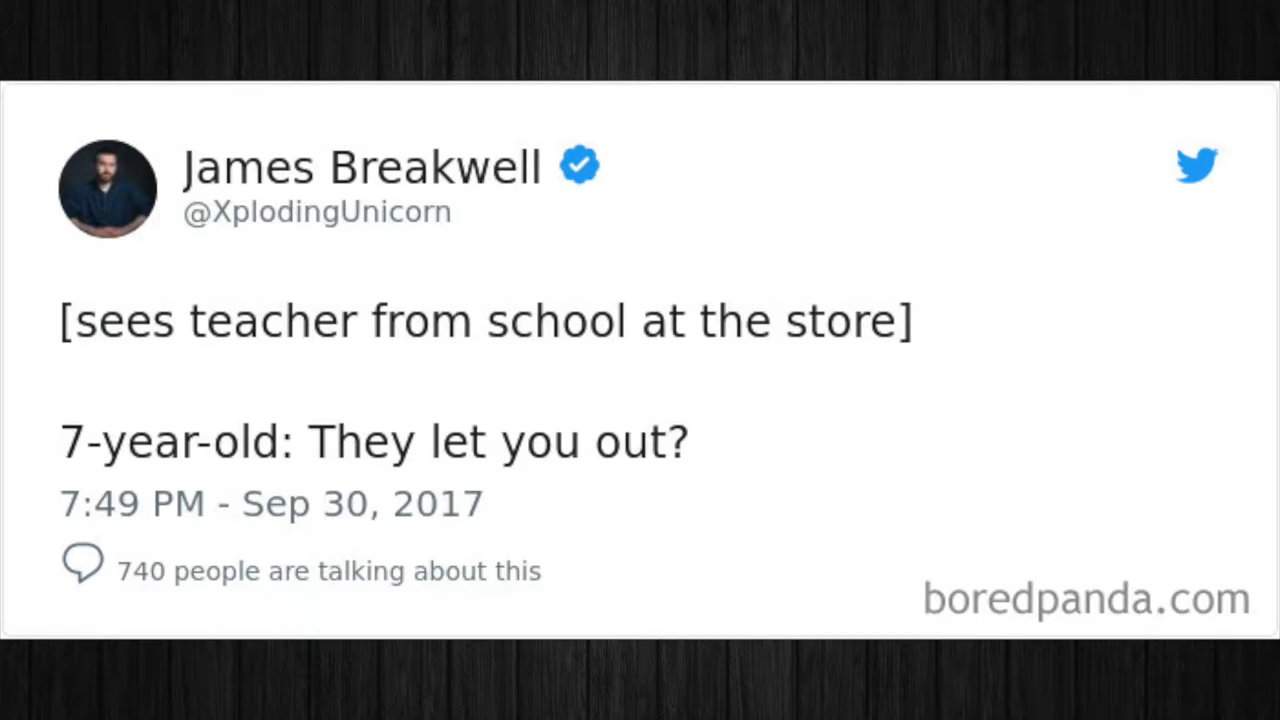 James Breakwell
@XplodingUnicorn
[sees teacher from school at the store]
7-year-old: They let you out?
7:49 PM - Sep 30, 2017
740 people are talking about this
boredpanda.com